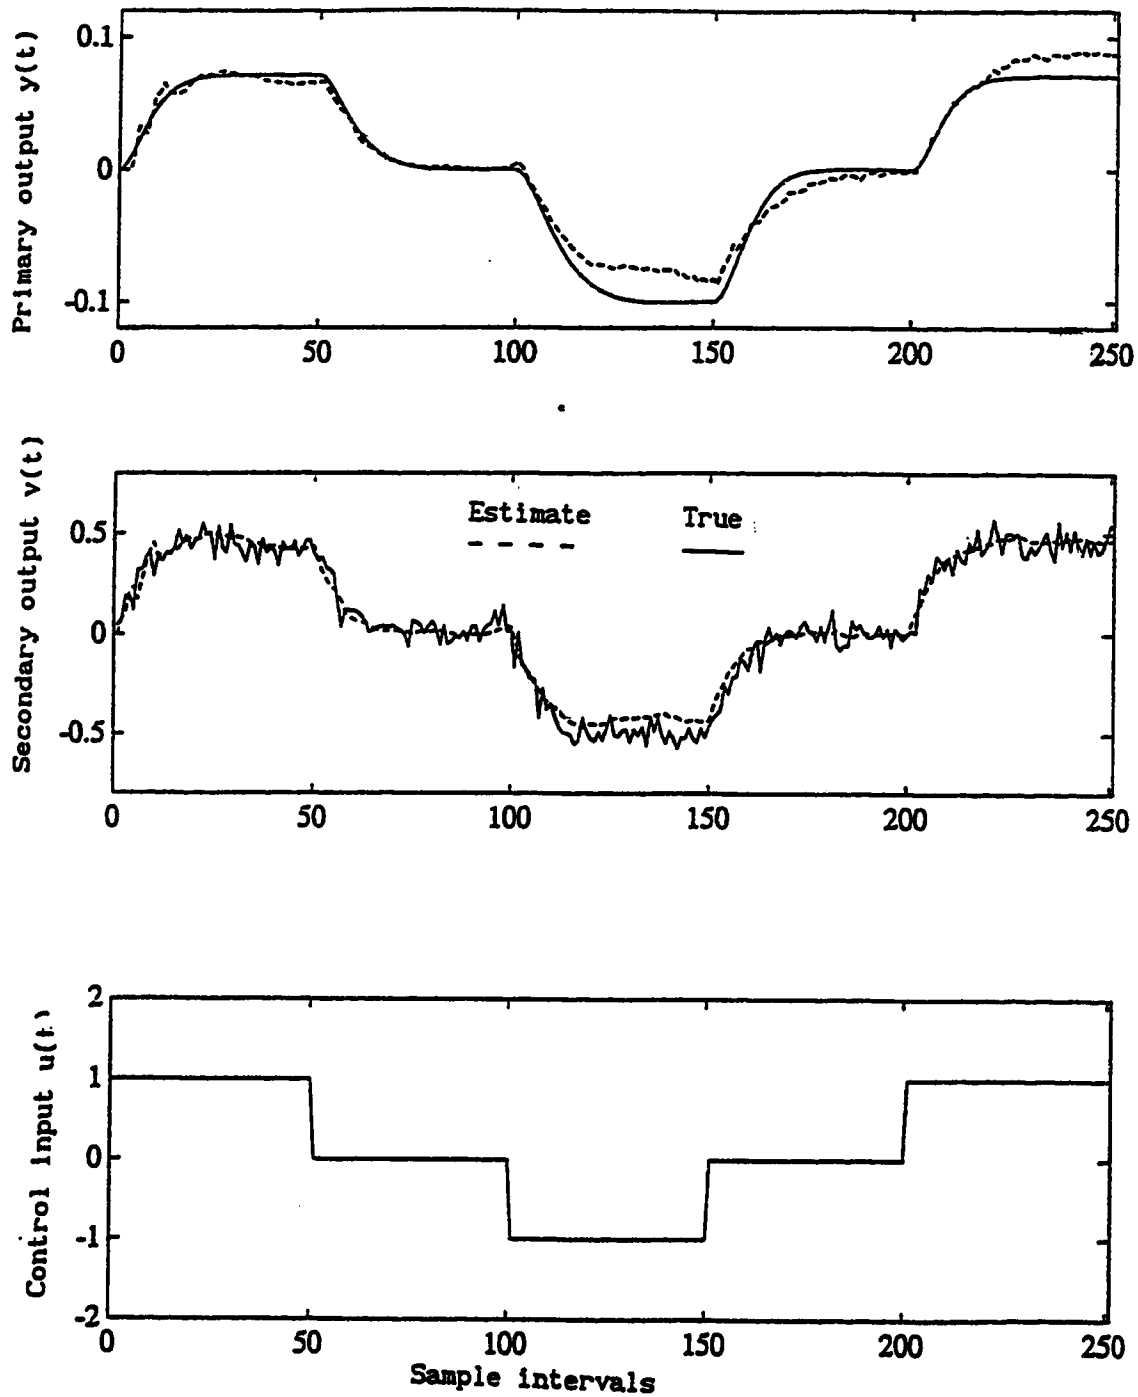 Primary output y(t)
0.1
0
-0.1
0 50 100 150 200 250
Secondary output v(t)
Estimate True
0.5
0
-0.5
0 50 100 150 200 250
Control input u(t)
2
1
0
-1
-2
0 50 100 150 200 250
Sample intervals